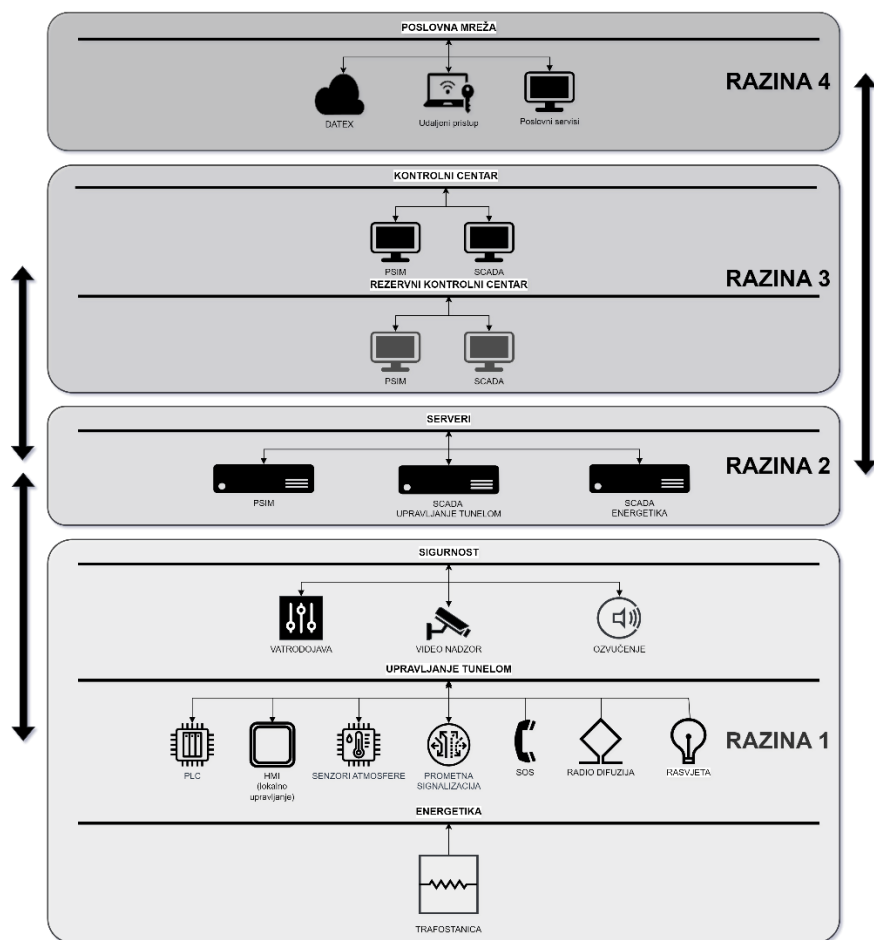 POSLOVNA MREŽA
RAZINA 4
DATEX
Udaljeni pristup
Poslovni servisi
KONTROLNI CENTAR
PSIM
SCADA
RAZINA 3
REZERVNI KONTROLNI CENTAR
PSIM
SCADA
SERVERI
RAZINA 2
PSIM
SCADA
UPRAVLJANJE TUNELOM
SCADA
ENERGETIKA
SIGURNOST
VATRODOJAVA
VIDEO NADZOR
OZVUČENJE
UPRAVLJANJE TUNELOM
RAZINA 1
PLC
HMI
(lokalno
upravljanje)
SENZORI ATMOSFERE
PROMETNA
SIGNALIZACIJA
SOS
RADIO DIFUZIJA
RASVJETA
ENERGETIKA
TRAFOSTANICA